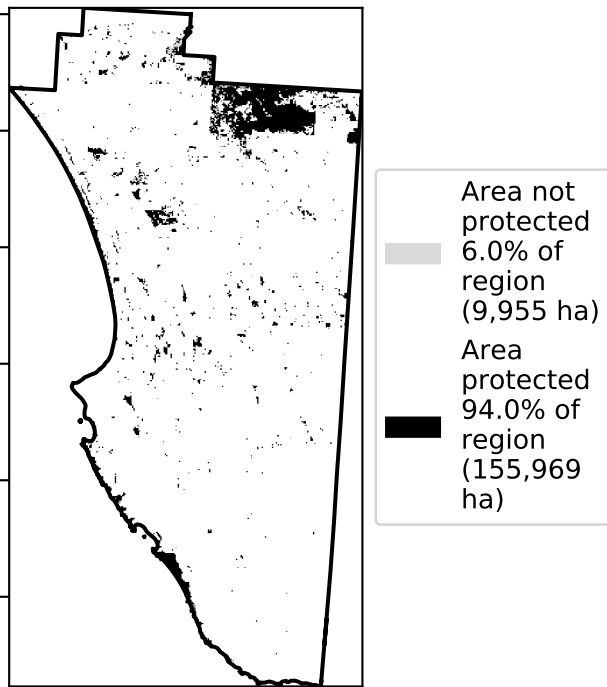 Area not
protected
6.0% of
region
(9,955 ha)
Area
protected
94.0% of
region
(155,969
ha)